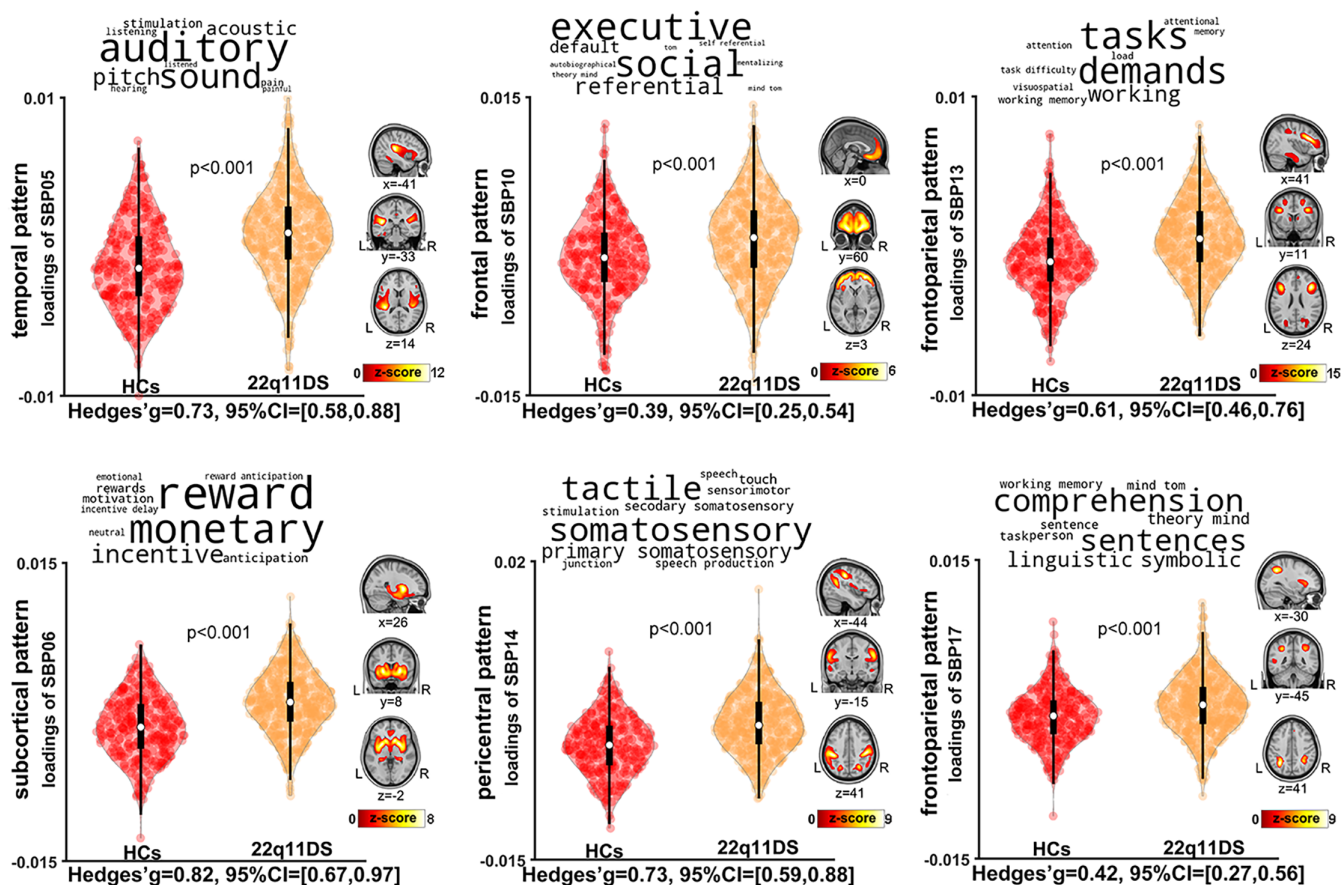 stimulation
listening
acoustic
auditory
listened
pitch sound pain
hearing
painful
0.01
temporal pattern
loadings of SBP05
p<0.001
x=-41
L R
y=-33
L R
z=14
0 z-score 12
-0.01
HCs 22q11DS
Hedges'g=0.73, 95%CI=[0.58,0.88]
executive
default tom self referential
autobiographical social mentalizing
theory mind
referential mind tom
0.015
frontal pattern
loadings of SBP10
p<0.001
x=0
L R
y=60
L R
z=3
0 z-score 6
-0.015
HCs 22q11DS
Hedges'g=0.39, 95%CI=[0.25,0.54]
attentional
tasks memory
attention
load
task difficulty demands
visuospatial
working memory working
0.01
frontoparietal pattern
loadings of SBP13
p<0.001
x=41
L R
y=11
L R
z=24
0 z-score 15
-0.01
HCs 22q11DS
Hedges'g=0.61, 95%CI=[0.46,0.76]
emotional reward anticipation
rewards reward
motivation
incentive delay
neutral monetary
incentive anticipation
0.015
subcortical pattern
loadings of SBP06
p<0.001
x=26
L R
y=8
L R
z=-2
0 z-score 8
-0.015
HCs 22q11DS
Hedges'g=0.82, 95%CI=[0.67,0.97]
speech touch
tactile sensorimotor
stimulation secodary somatosensory
somatosensory
primary somatosensory
junction speech production
0.02
pericentral pattern
loadings of SBP14
p<0.001
x=-44
L R
y=-15
L R
z=41
0 z-score 9
-0.015
HCs 22q11DS
Hedges'g=0.73, 95%CI=[0.59,0.88]
working memory mind tom
comprehension
sentence theory mind
taskperson sentences
linguistic symbolic
0.015
frontoparietal pattern
loadings of SBP17
p<0.001
x=-30
L R
y=-45
L R
z=41
0 z-score 9
-0.015
HCs 22q11DS
Hedges'g=0.42, 95%CI=[0.27,0.56]